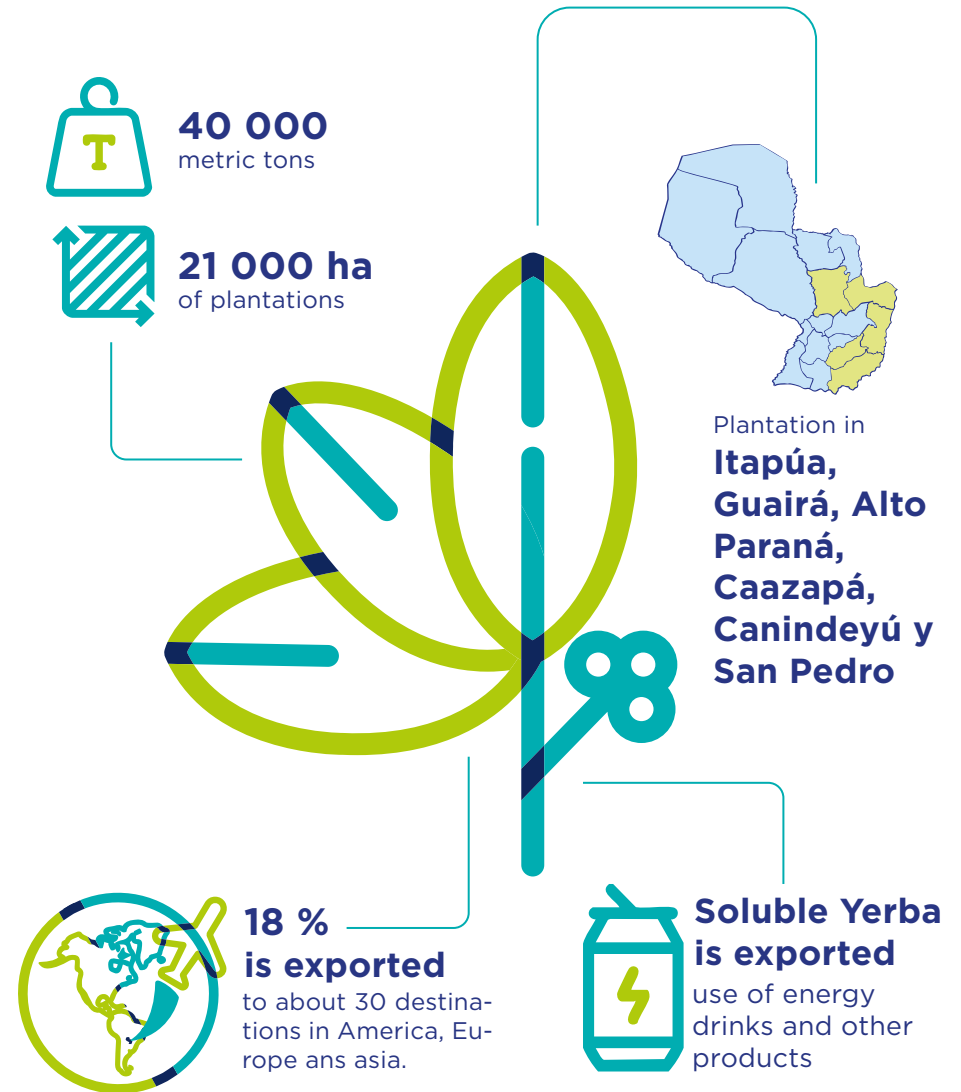 T
40 000
metric tons
21 000 ha
of plantations
Plantation in
Itapúa,
Guairá, Alto
Paraná,
Caazapá,
Canindeyú y
San Pedro
18 %
is exported
to about 30 destina-
tions in America, Eu-
rope ans asia.
Soluble Yerba
is exported
use of energy
drinks and other
products